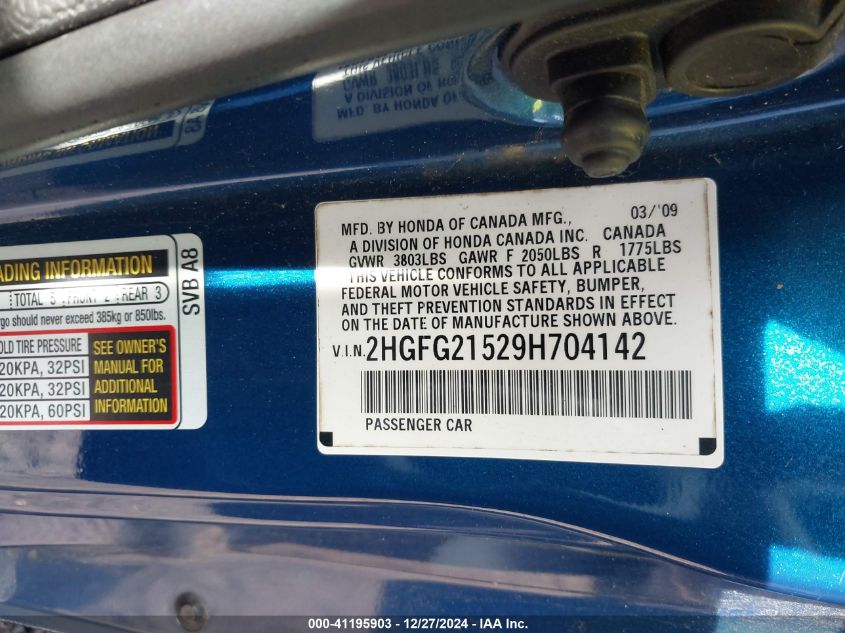 MFD. BY HONDA OF CANADA MFG., 03/'09
A DIVISION OF HONDA CANADA INC. CANADA
GVWR 3803LBS GAWR F 2050LBS R 1775LBS
THIS VEHICLE CONFORMS TO ALL APPLICABLE
FEDERAL MOTOR VEHICLE SAFETY, BUMPER,
AND THEFT PREVENTION STANDARDS IN EFFECT
ON THE DATE OF MANUFACTURE SHOWN ABOVE.
V.I.N. 2HGFG21529H704142
PASSENGER CAR
ADING INFORMATION
TOTAL 5 FRONT 2 REAR 3
rgo should never exceed 385kg or 850lbs.
OLD TIRE PRESSURE
20KPA, 32PSI
20KPA, 32PSI
20KPA, 60PSI
SEE OWNER'S
MANUAL FOR
ADDITIONAL
INFORMATION
SVB A8
000-41195903 - 12/27/2024 - IAA Inc.